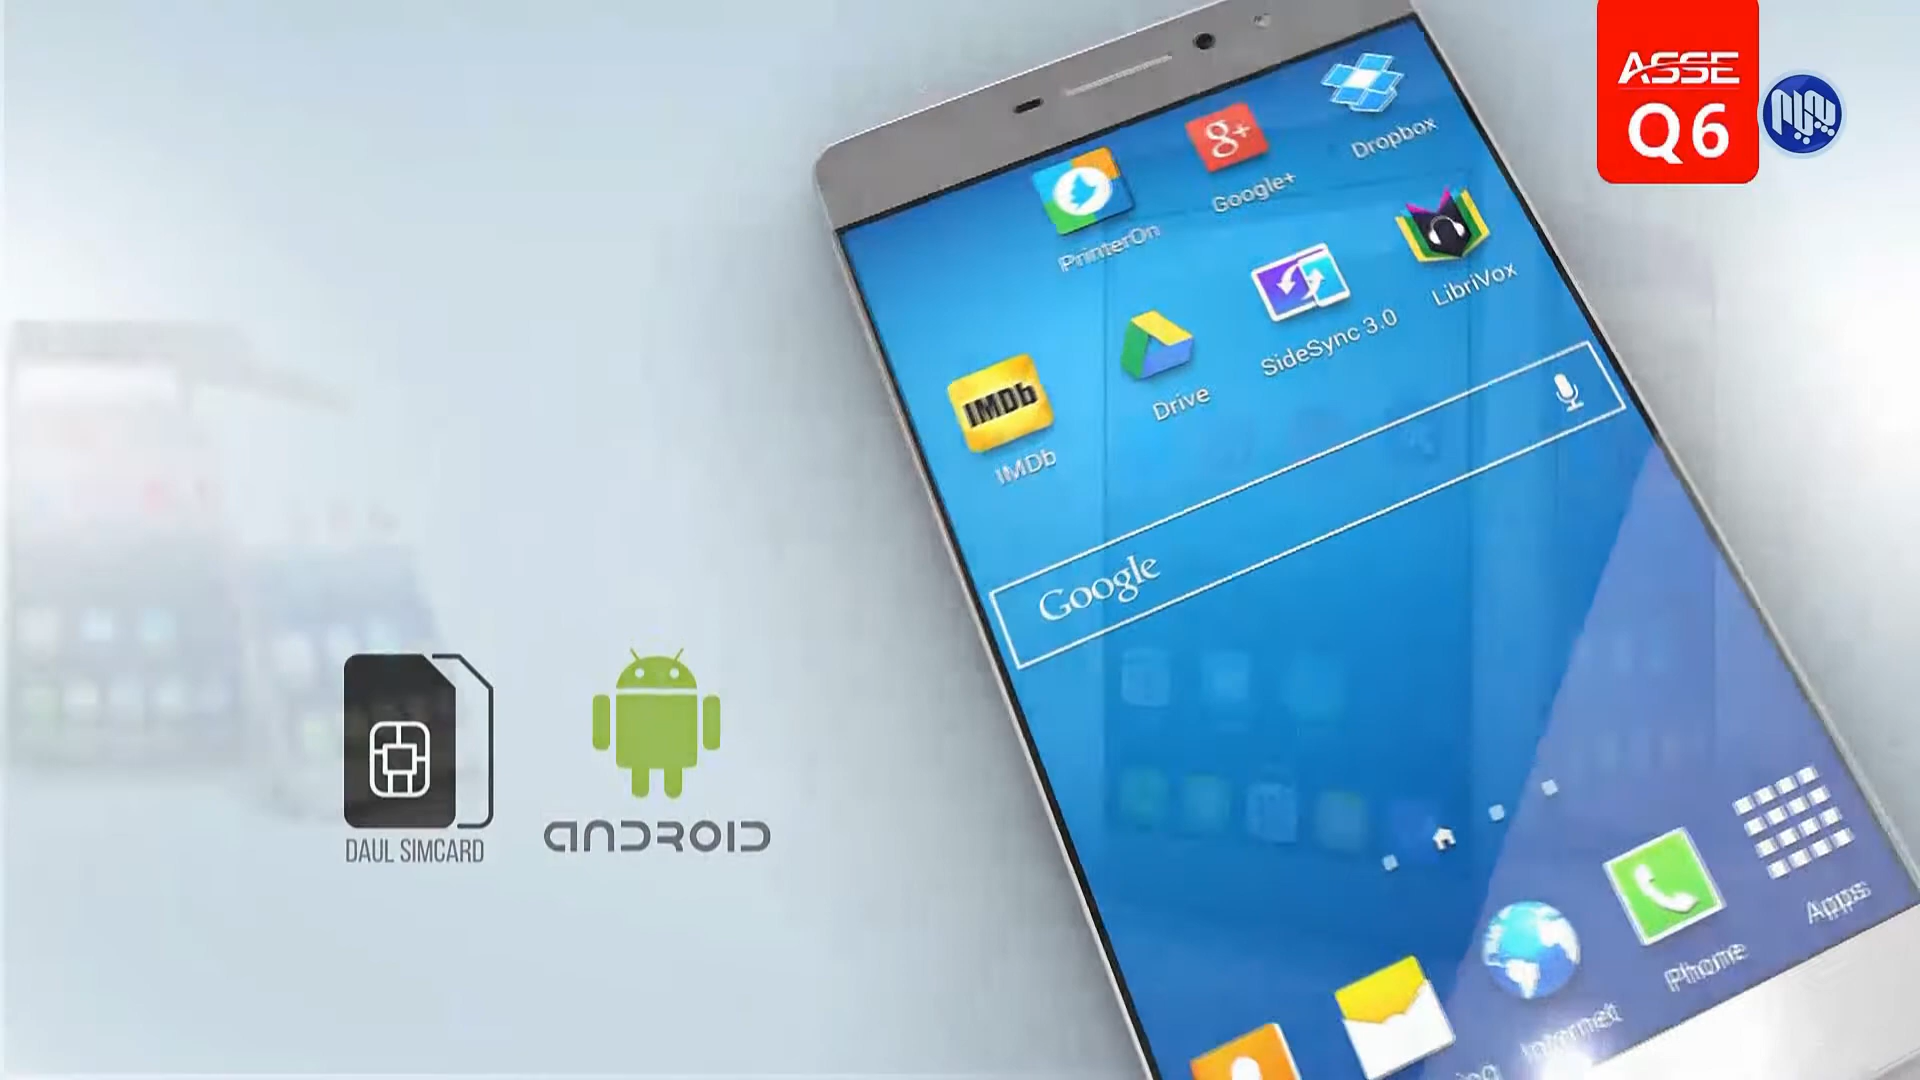 ASSE
Q6
Dropbox
g+
Google+
PrinterOn
LibriVox
SideSync 3.0
Drive
IMDb
IMDb
Google
DAUL SIMCARD
ANDROID
Apps
Phone
Internet